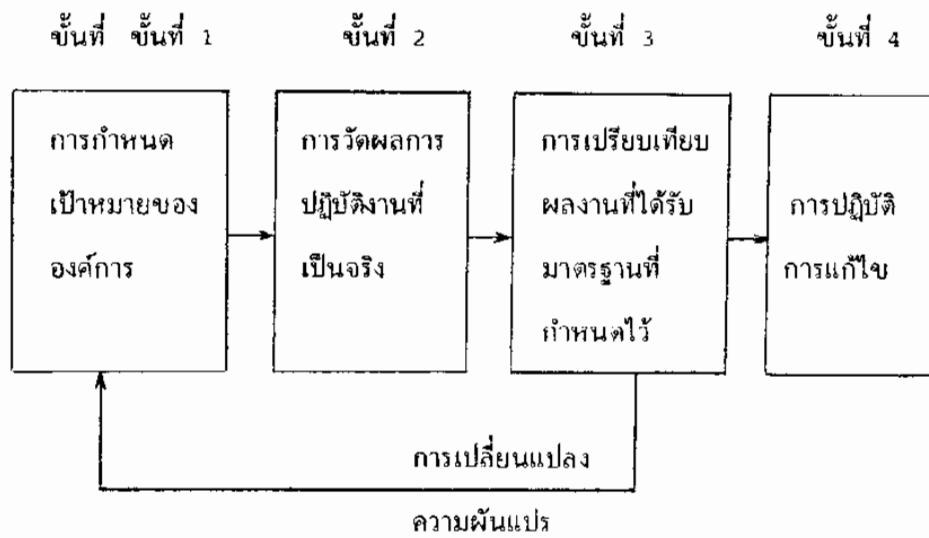 ขั้นที่ ขั้นที่ 1
ขั้นที่ 2
ขั้นที่ 3
ขั้นที่ 4
การกำหนด
เป้าหมายของ
องค์การ
การวัดผลการ
ปฏิบัติงานที่
เป็นจริง
การเปรียบเทียบ
ผลงานที่ได้รับ
มาตรฐานที่
กำหนดไว้
การปฏิบัติ
การแก้ไข
การเปลี่ยนแปลง
ความผันแปร